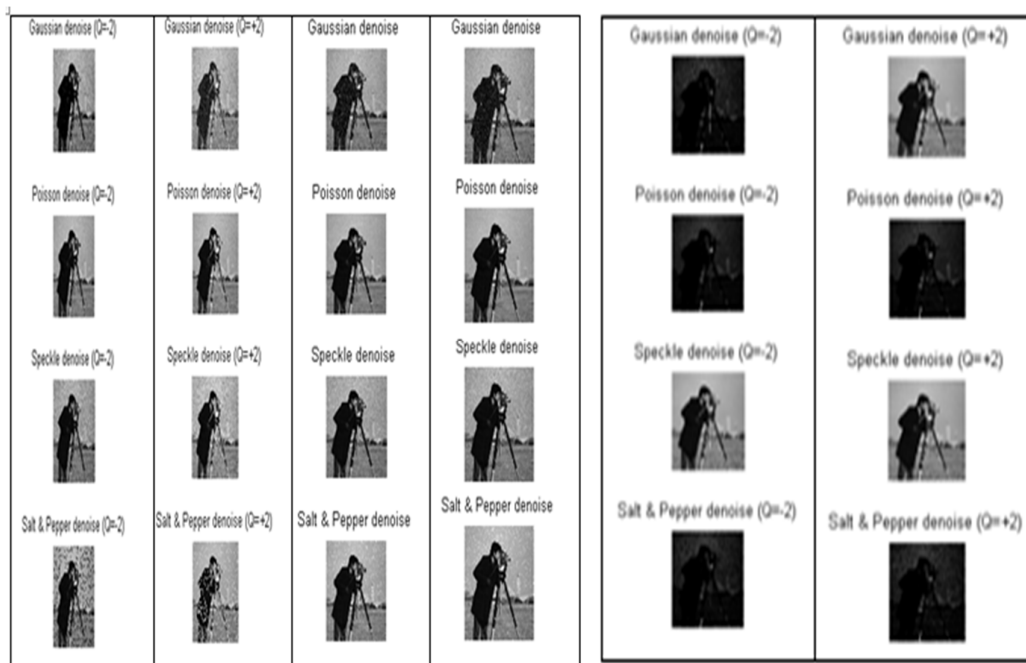 Gaussian denoise (Q=-2)
Gaussian denoise (Q=+2)
Gaussian denoise
Gaussian denoise
Poisson denoise (Q=-2)
Poisson denoise (Q=+2)
Poisson denoise
Poisson denoise
Speckle denoise (Q=-2)
Speckle denoise (Q=+2)
Speckle denoise
Speckle denoise
Salt & Pepper denoise (Q=-2)
Salt & Pepper denoise (Q=+2)
Salt & Pepper denoise
Salt & Pepper denoise
Gaussian denoise (Q=-2)
Gaussian denoise (Q=+2)
Poisson denoise (Q=-2)
Poisson denoise (Q=+2)
Speckle denoise (Q=-2)
Speckle denoise (Q=+2)
Salt & Pepper denoise (Q=-2)
Salt & Pepper denoise (Q=+2)